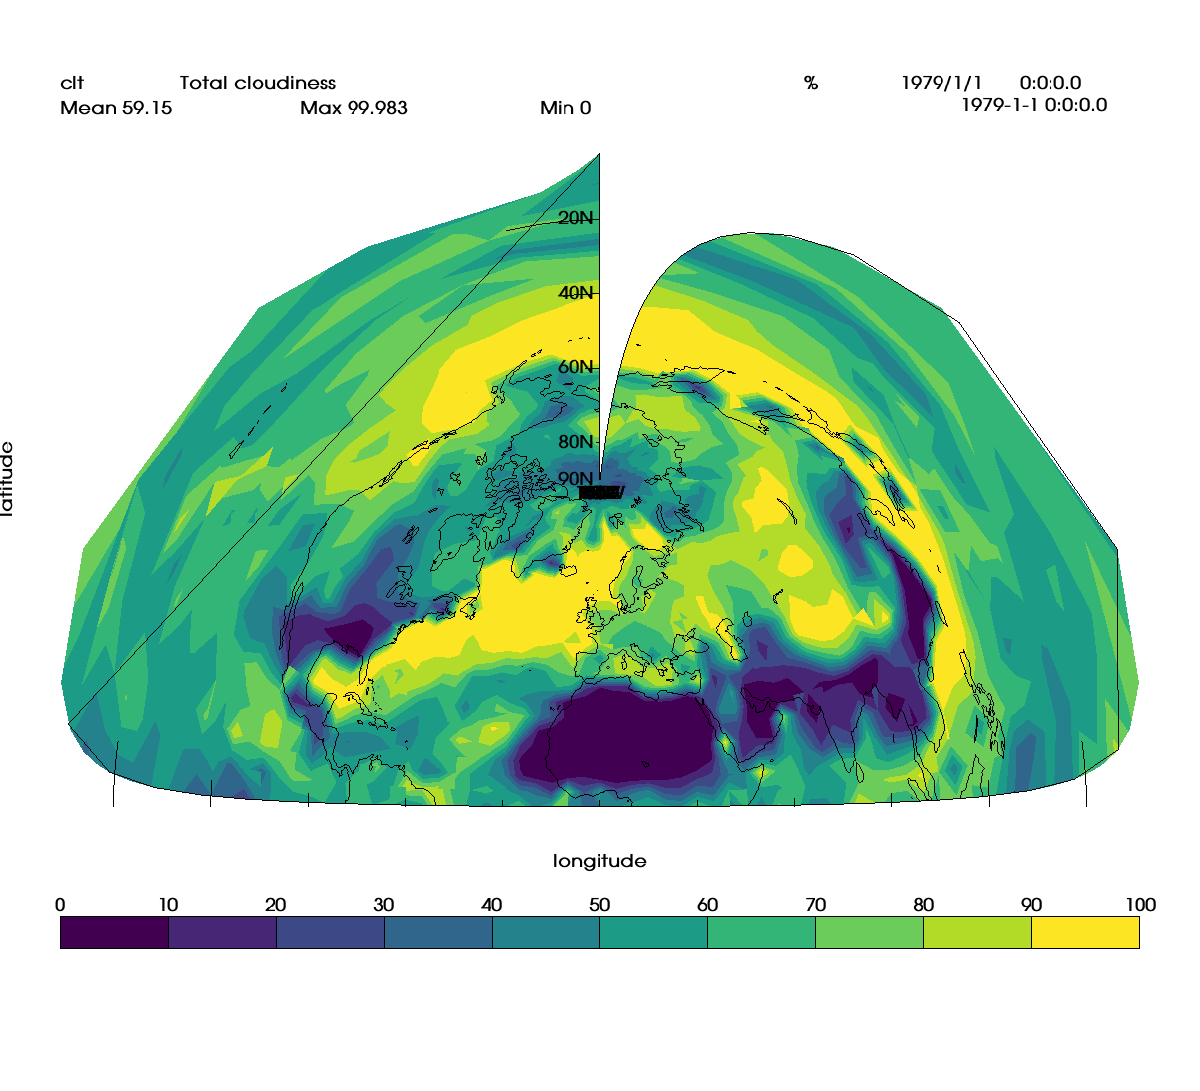 clt Total cloudiness % 1979/1/1 0:0:0.0
Mean 59.15 Max 99.983 Min 0 1979-1-1 0:0:0.0
20N
40N
60N
80N
90N
latitude
longitude
0 10 20 30 40 50 60 70 80 90 100